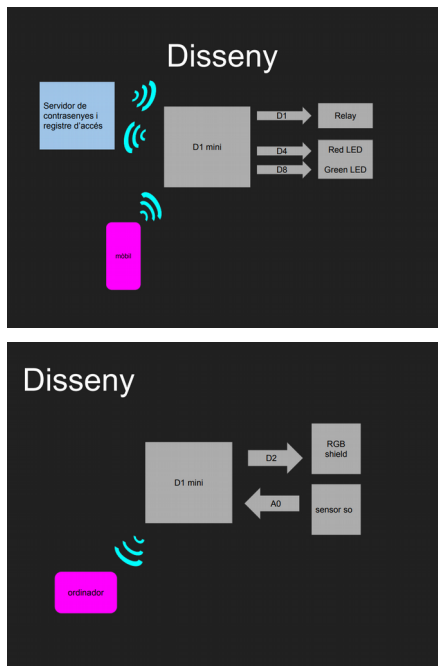 Disseny
Servidor de
contrasenyes i
registre d'accés
D1 mini
D1
Relay
D4
Red LED
D8
Green LED
mòbil
Disseny
D1 mini
D2
RGB
shield
A0
sensor so
ordinador